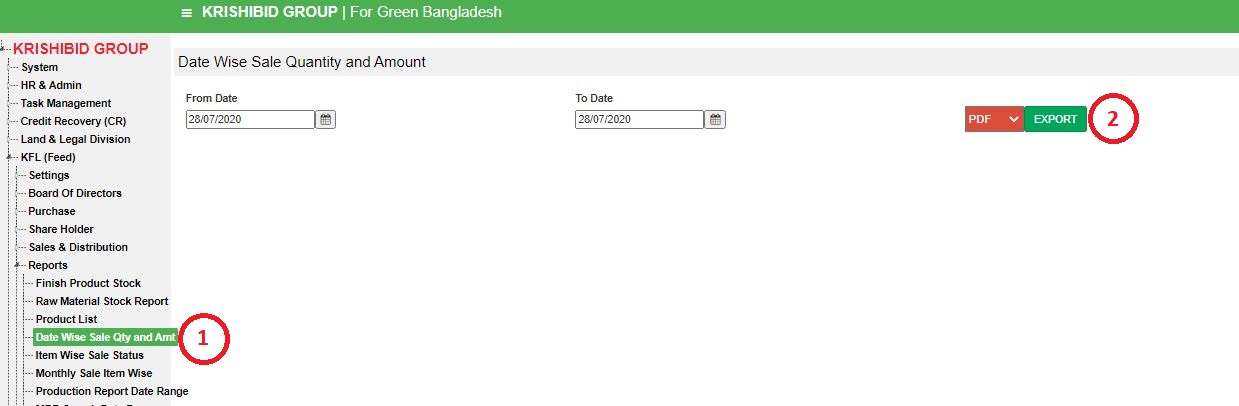 ≡ KRISHIBID GROUP | For Green Bangladesh
KRISHIBID GROUP
System
HR & Admin
Task Management
Credit Recovery (CR)
Land & Legal Division
KFL (Feed)
Settings
Board Of Directors
Purchase
Share Holder
Sales & Distribution
Reports
Finish Product Stock
Raw Material Stock Report
Product List
Date Wise Sale Qty and Amt
1
Item Wise Sale Status
Monthly Sale Item Wise
Production Report Date Range
Date Wise Sale Quantity and Amount
From Date
To Date
28/07/2020
28/07/2020
PDF
EXPORT
2